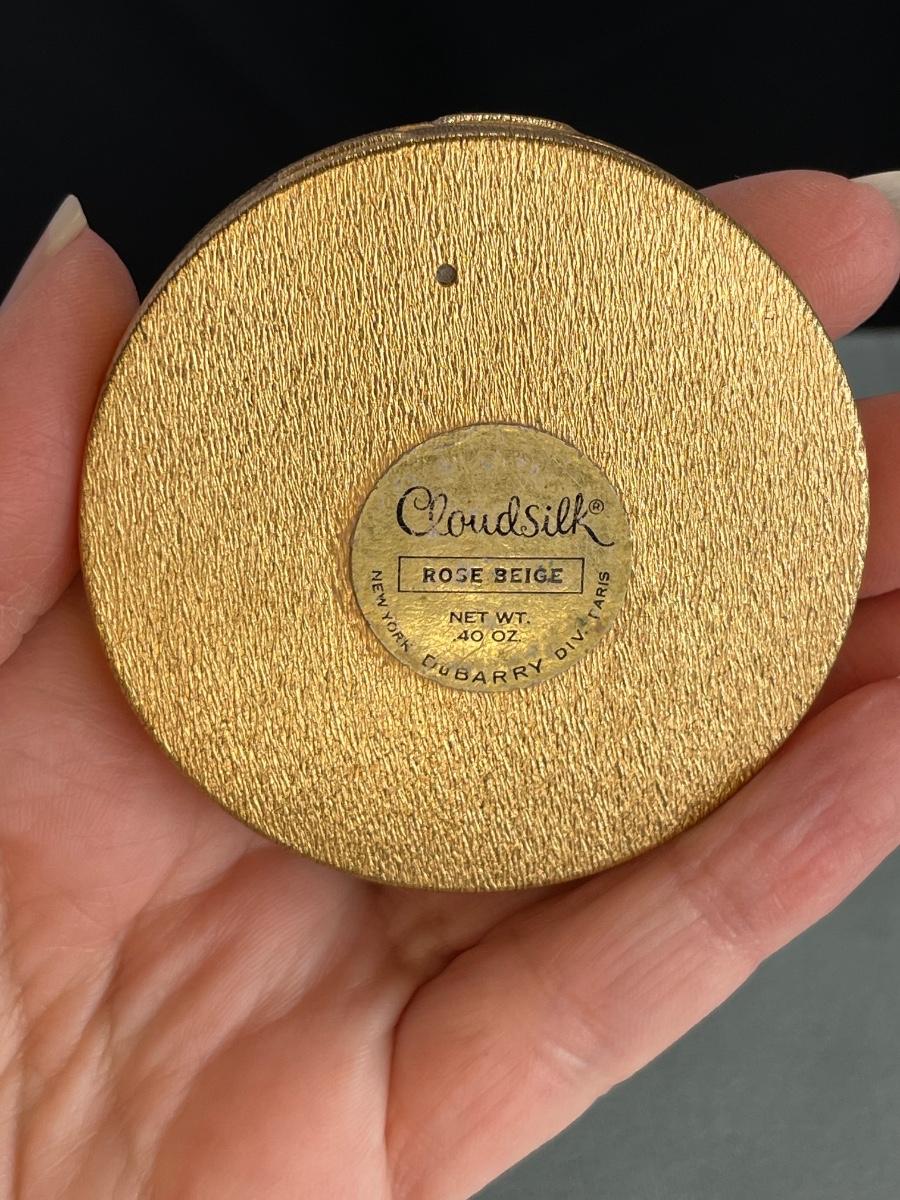 Cloudsilk®
ROSE BEIGE
NET WT.
.40 OZ.
NEW YORK DuBARRY DIV. PARIS